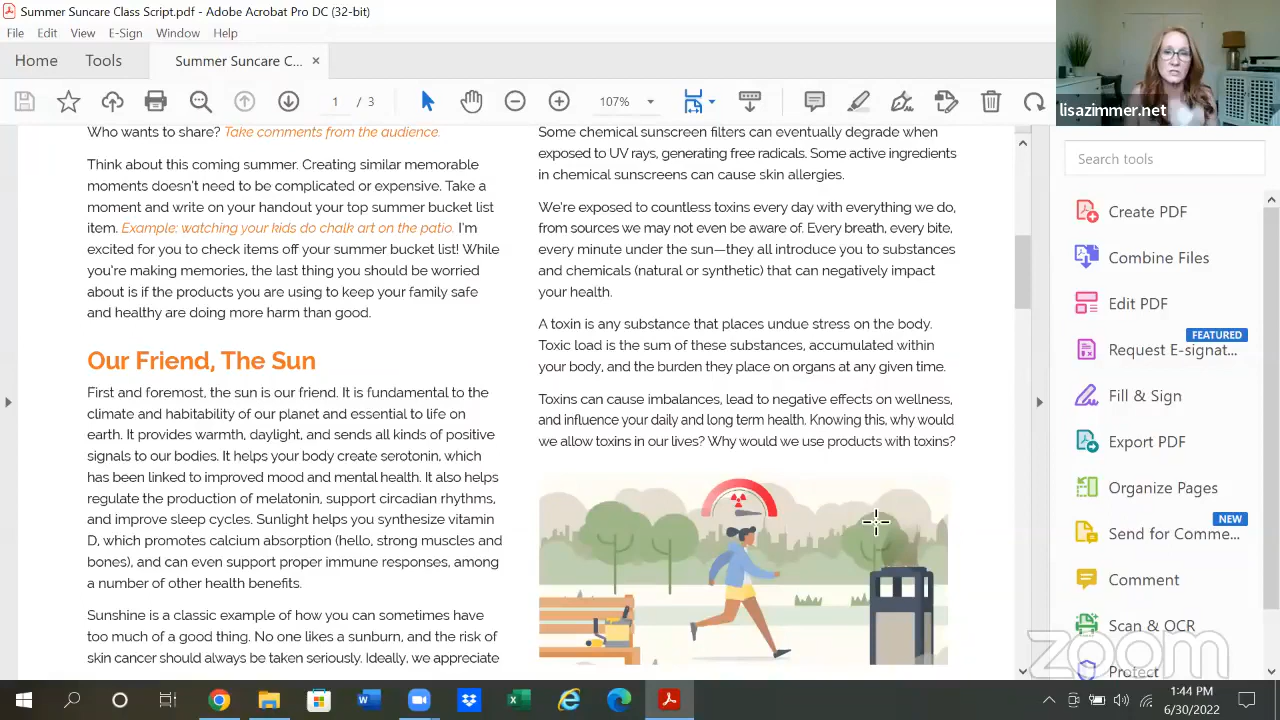 Summer Suncare Class Script.pdf - Adobe Acrobat Pro DC (32-bit)
File Edit View E-Sign Window Help
Home Tools Summer Suncare C... ×
1 / 3 107%
lisazimmer.net
Who wants to share? Take comments from the audience.
Think about this coming summer. Creating similar memorable
moments doesn't need to be complicated or expensive. Take a
moment and write on your handout your top summer bucket list
item. Example: watching your kids do chalk art on the patio. I'm
excited for you to check items off your summer bucket list! While
you're making memories, the last thing you should be worried
about is if the products you are using to keep your family safe
and healthy are doing more harm than good.
Our Friend, The Sun
First and foremost, the sun is our friend. It is fundamental to the
climate and habitability of our planet and essential to life on
earth. It provides warmth, daylight, and sends all kinds of positive
signals to our bodies. It helps your body create serotonin, which
has been linked to improved mood and mental health. It also helps
regulate the production of melatonin, support circadian rhythms,
and improve sleep cycles. Sunlight helps you synthesize vitamin
D, which promotes calcium absorption (hello, strong muscles and
bones), and can even support proper immune responses, among
a number of other health benefits.
Sunshine is a classic example of how you can sometimes have
too much of a good thing. No one likes a sunburn, and the risk of
skin cancer should always be taken seriously. Ideally, we appreciate
Some chemical sunscreen filters can eventually degrade when
exposed to UV rays, generating free radicals. Some active ingredients
in chemical sunscreens can cause skin allergies.
We're exposed to countless toxins every day with everything we do,
from sources we may not even be aware of. Every breath, every bite,
every minute under the sun—they all introduce you to substances
and chemicals (natural or synthetic) that can negatively impact
your health.
A toxin is any substance that places undue stress on the body.
Toxic load is the sum of these substances, accumulated within
your body, and the burden they place on organs at any given time.
Toxins can cause imbalances, lead to negative effects on wellness,
and influence your daily and long term health. Knowing this, why would
we allow toxins in our lives? Why would we use products with toxins?
Search tools
Create PDF
Combine Files
Edit PDF
FEATURED
Request E-signat...
Fill & Sign
Export PDF
Organize Pages
NEW
Send for Comme...
Comment
Scan & OCR
Protect
zoom
1:44 PM
6/30/2022